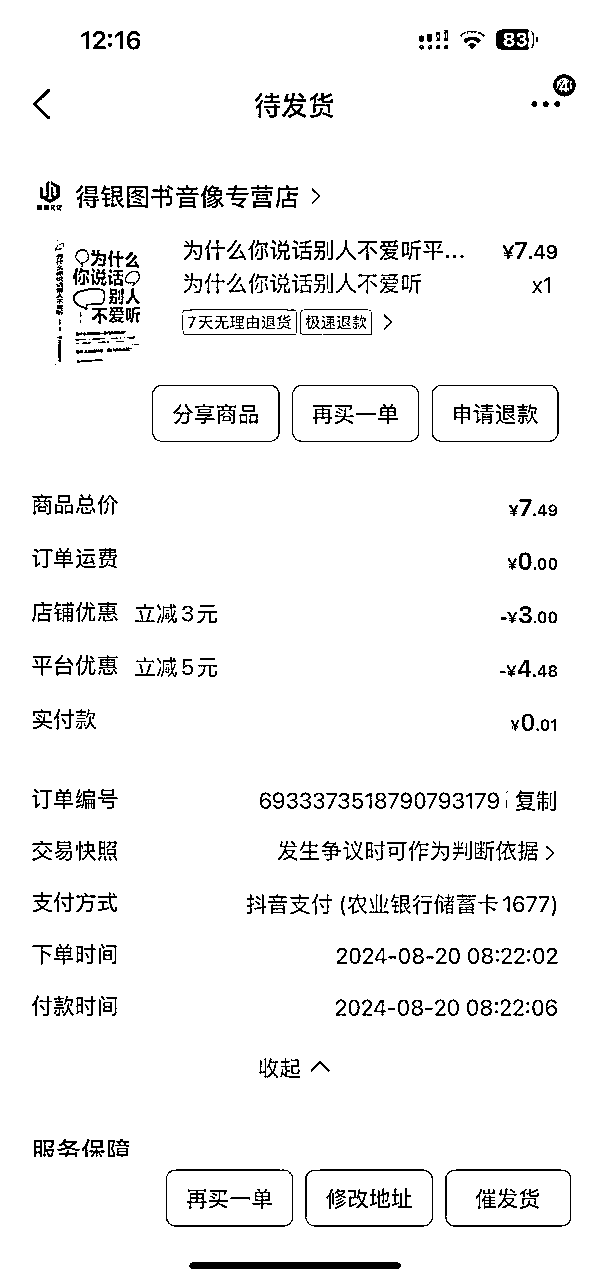 12:16
83
待发货
得银图书音像专营店
为什么你说话别人不爱听平... ¥7.49
为什么你说话别人不爱听 x1
7天无理由退货 极速退款
为什么
你说话
别人
不爱听
分享商品 再买一单 申请退款
商品总价 ¥7.49
订单运费 ¥0.00
店铺优惠 立减3元 -¥3.00
平台优惠 立减5元 -¥4.48
实付款 ¥0.01
订单编号 6933373518790793179 复制
交易快照 发生争议时可作为判断依据
支付方式 抖音支付 (农业银行储蓄卡1677)
下单时间 2024-08-20 08:22:02
付款时间 2024-08-20 08:22:06
收起
服务保障
再买一单 修改地址 催发货